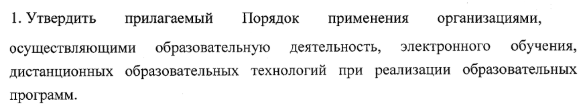 1. Утвердить прилагаемый Порядок применения организациями,
осуществляющими образовательную деятельность, электронного обучения,
дистанционных образовательных технологий при реализации образовательных
программ.